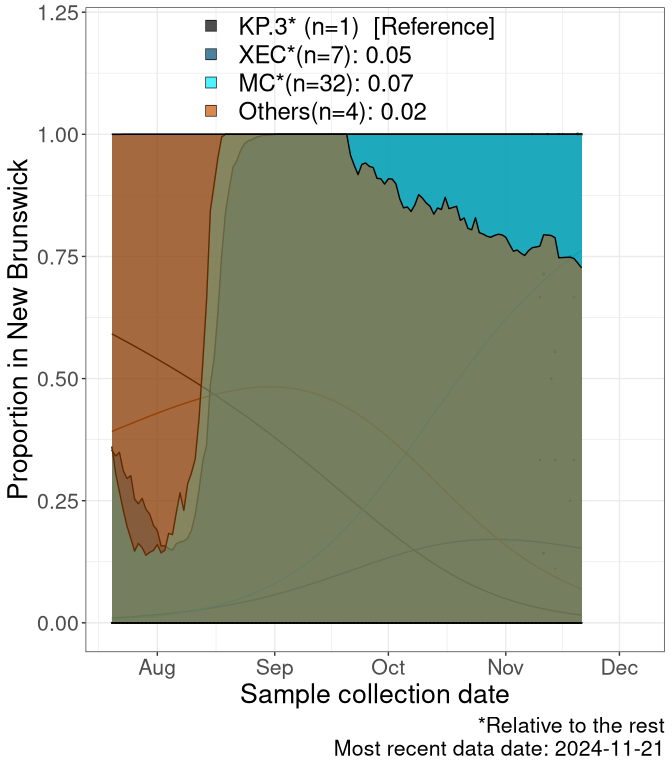 KP.3* (n=1)  [Reference]
XEC*(n=7): 0.05
MC*(n=32): 0.07
Others(n=4): 0.02
1.25
1.00
0.75
0.50
0.25
0.00
Proportion in New Brunswick
Aug Sep Oct Nov Dec
Sample collection date
*Relative to the rest
Most recent data date: 2024-11-21